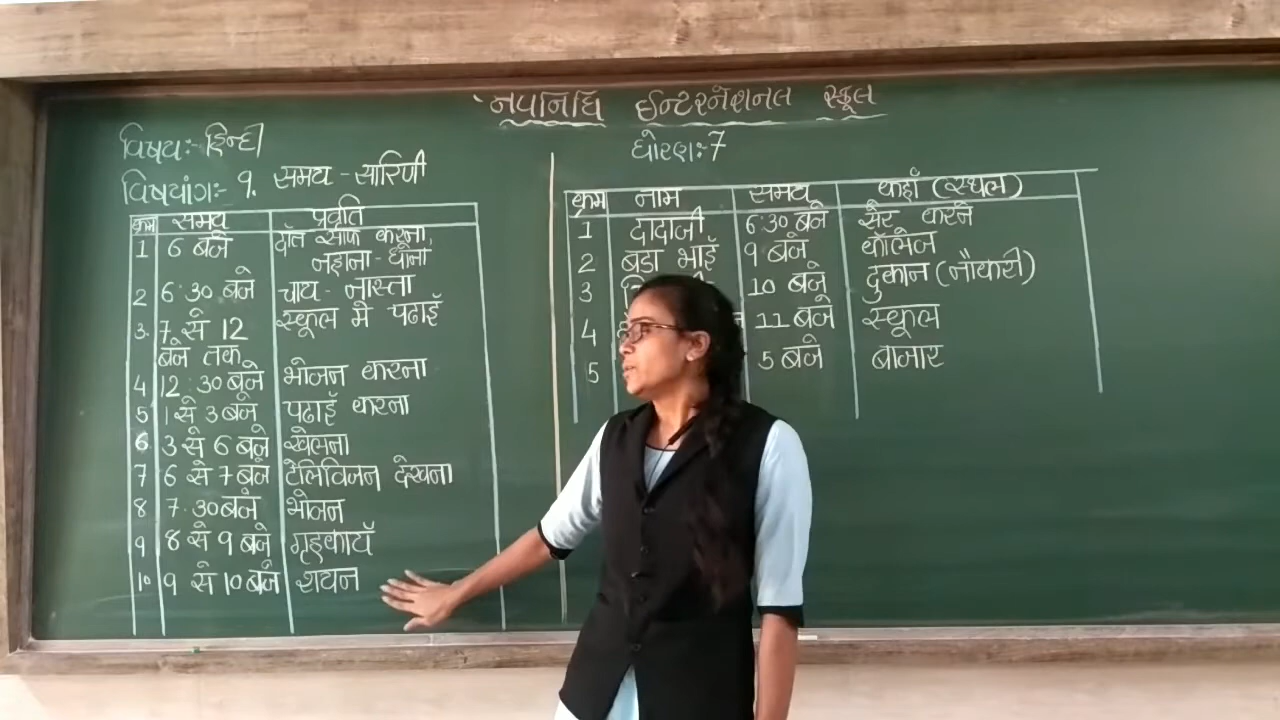 नवनिधि ईन्टरनेशनल स्कूल
विषय:- हिन्दी
धोरण:- 7
विषयांग:- १. समय - सारिणी
क्रम समय प्रवृति
1 6 बजे दाँत साफ करना,
नहाना - धोना
2 6:30 बजे चाय - नास्ता
3. 7 से 12 स्कूल मे पढाई
बजे तक
4 12:30 बजे भोजन करना
5 1 से 3 बजे पढाई करना
6 3 से 6 बजे खेलना
7 6 से 7 बजे टेलिविजन देखना
8 7.30 बजे भोजन
9 8 से 9 बजे गृहकार्य
10 9 से 10 बजे शयन
क्रम नाम समय कहाँ (स्थल)
1 दादाजी 6:30 बजे सैर करने
2 बडा भाई 9 बजे कॉलेज
3 10 बजे दुकान (नौकरी)
4 11 बजे स्कूल
5 5 बजे बाजार